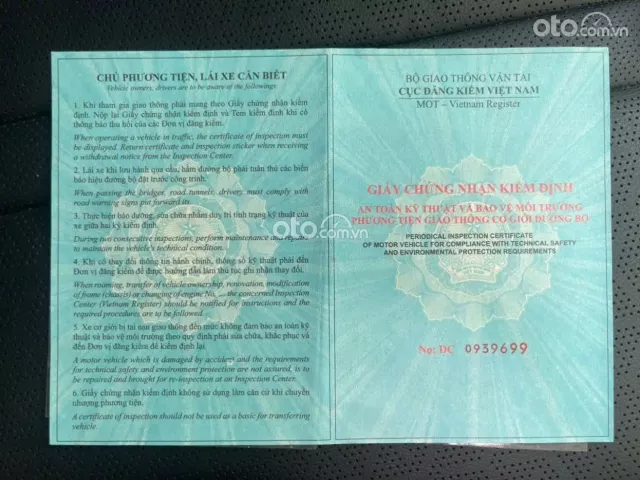 oto.com.vn
CHỦ PHƯƠNG TIỆN, LÁI XE CẦN BIẾT
Vehicle owners, drivers are to be aware of the followings
1. Khi tham gia giao thông phải mang theo Giấy chứng nhận kiểm
định. Nộp lại Giấy chứng nhận kiểm định và Tem kiểm định khi có
thông báo thu hồi của các Đơn vị đăng kiểm.
When operating a vehicle in traffic, the certificate of inspection must
be displayed. Return certificate and inspection sticker when receiving
a withdrawal notice from the Inspection Center.
2. Lái xe khi lưu hành qua cầu, hầm đường bộ phải tuân thủ các biển
báo hiệu đường bộ đặt trước công trình.
When passing the bridges, road tunnels, drivers must comply with
road warning signs put forward.
3. Thực hiện bảo dưỡng, sửa chữa nhằm duy trì tình trạng kỹ thuật của
xe giữa hai kỳ kiểm định.
During two consecutive inspections, perform maintenance and repairs
to maintain the vehicle's technical condition.
4. Khi có thay đổi thông tin hành chính, thông số kỹ thuật phải đến
Đơn vị đăng kiểm để được hướng dẫn làm thủ tục ghi nhận thay đổi.
When roaming, transfer of vehicle ownership, renovation, modification
of frame (chassis) or changing of engine No, ... the concerned Inspection
Center (Vietnam Register) should be notified for instructions and the
required procedures are to be followed.
5. Xe cơ giới bị tai nạn giao thông đến mức không đảm bảo an toàn kỹ
thuật và bảo vệ môi trường theo quy định phải sửa chữa, khắc phục và
đến Đơn vị đăng kiểm để kiểm định lại.
A motor vehicle which is damaged by accident and the requirements
for technical safety and environment protection are not assured, is to
be repaired and brought for re-inspection at an Inspection Center.
6. Giấy chứng nhận kiểm định không sử dụng làm căn cứ khi chuyển
nhượng phương tiện.
A certificate of inspection should not be used as a basic for transferring
vehicle.
oto.com.vn
BỘ GIAO THÔNG VẬN TẢI
CỤC ĐĂNG KIỂM VIỆT NAM
MOT – Vietnam Register
GIẤY CHỨNG NHẬN KIỂM ĐỊNH
AN TOÀN KỸ THUẬT VÀ BẢO VỆ MÔI TRƯỜNG
PHƯƠNG TIỆN GIAO THÔNG CƠ GIỚI ĐƯỜNG BỘ
PERIODICAL INSPECTION CERTIFICATE
OF MOTOR VEHICLE FOR COMPLIANCE WITH TECHNICAL SAFETY
AND ENVIRONMENTAL PROTECTION REQUIREMENTS
No: DC 0939699
oto.com.vn
oto.com.vn